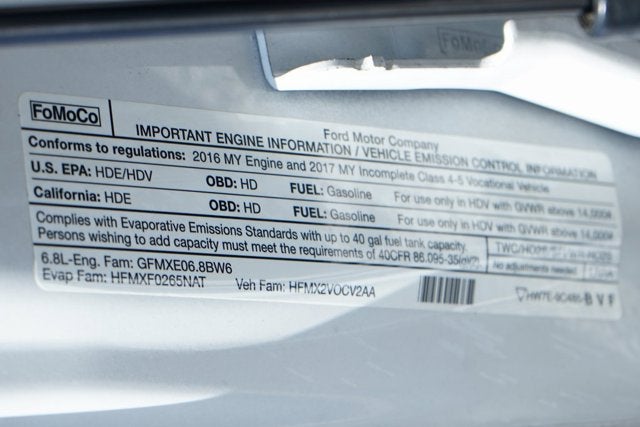 FoMoCo
FoMoCo
Ford Motor Company
IMPORTANT ENGINE INFORMATION / VEHICLE EMISSION CONTROL INFORMATION
Conforms to regulations: 2016 MY Engine and 2017 MY Incomplete Class 4-5 Vocational Vehicle
U.S. EPA: HDE/HDV OBD: HD FUEL: Gasoline For use only in HDV with GVWR above 14,000#
California: HDE OBD: HD FUEL: Gasoline For use only in HDV with GVWR above 14,000#
Complies with Evaporative Emissions Standards with up to 40 gal fuel tank capacity.
Persons wishing to add capacity must meet the requirements of 40CFR 86.095-35
No adjustments needed
6.8L-Eng. Fam: GFMXE06.8BW6
Evap Fam: HFMXF0265NAT Veh Fam: HFMX2VOCV2AA
HW7E-9C485-BVF